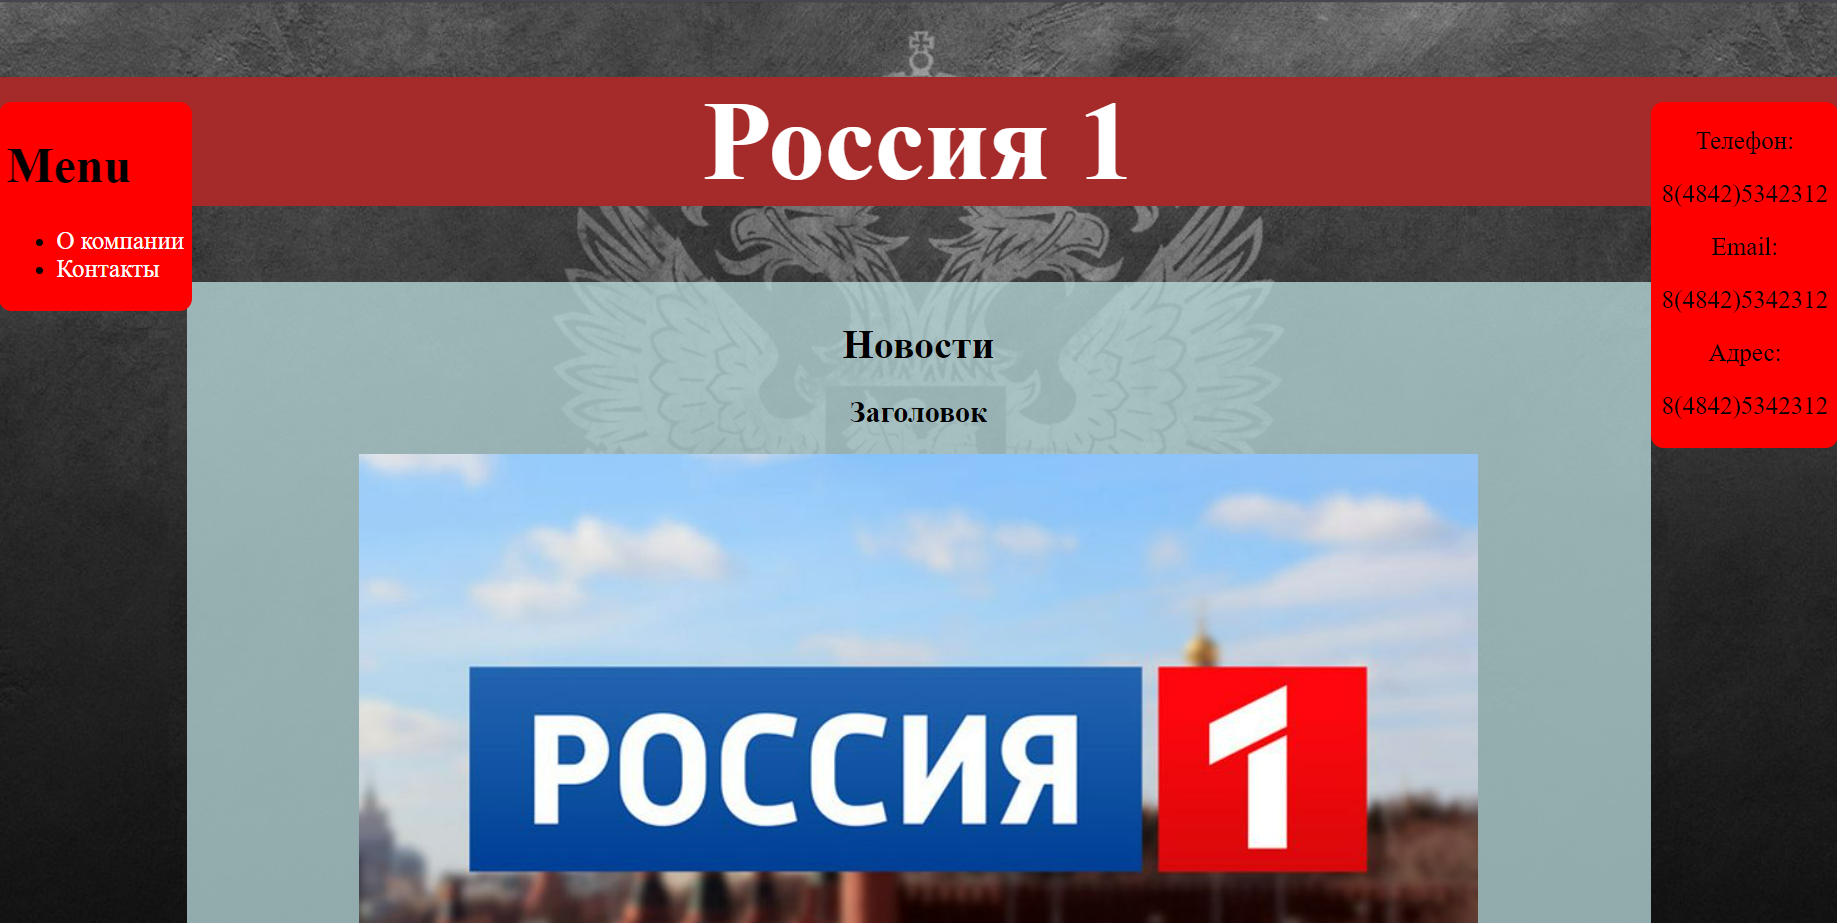 Россия 1
Menu
О компании
Контакты
Телефон:
8(4842)5342312
Email:
8(4842)5342312
Адрес:
8(4842)5342312
Новости
Заголовок
РОССИЯ 1